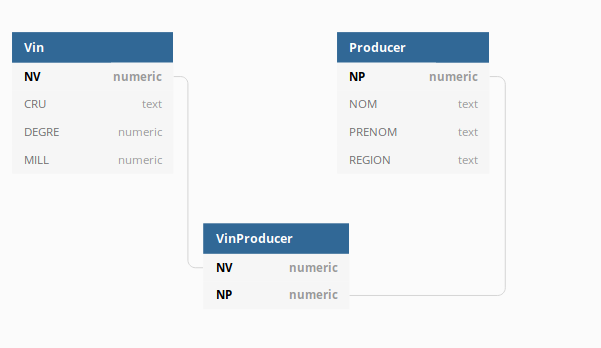 Vin
NV numeric
CRU text
DEGRE numeric
MILL numeric
Producer
NP numeric
NOM text
PRENOM text
REGION text
VinProducer
NV numeric
NP numeric